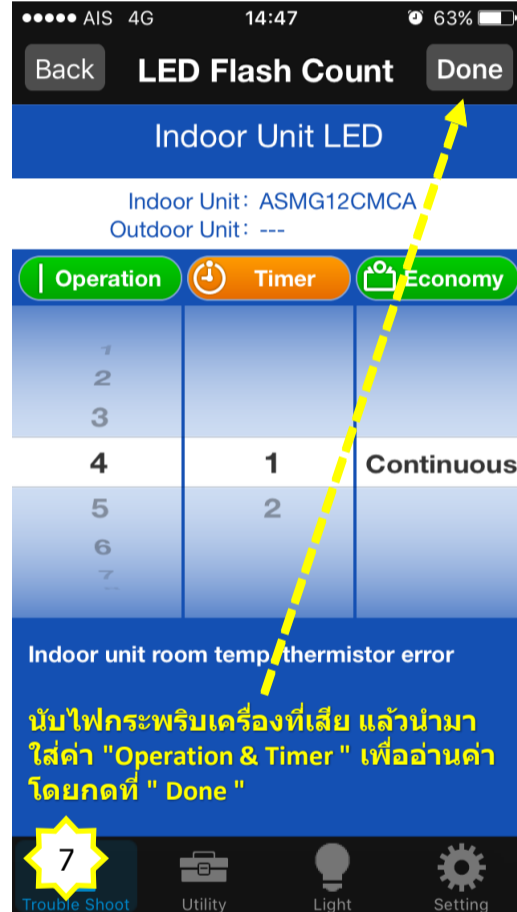 AIS 4G 14:47 63%
Back LED Flash Count Done
Indoor Unit LED
Indoor Unit: ASMG12CMCA
Outdoor Unit: ---
Operation Timer Economy
1
2
3
4 1 Continuous
5 2
6
7
Indoor unit room temp. thermistor error
นับไฟกระพริบเครื่องที่เสีย แล้วนำมา
ใส่ค่า "Operation & Timer " เพื่ออ่านค่า
โดยกดที่ " Done "
7
Trouble Shoot Utility Light Setting